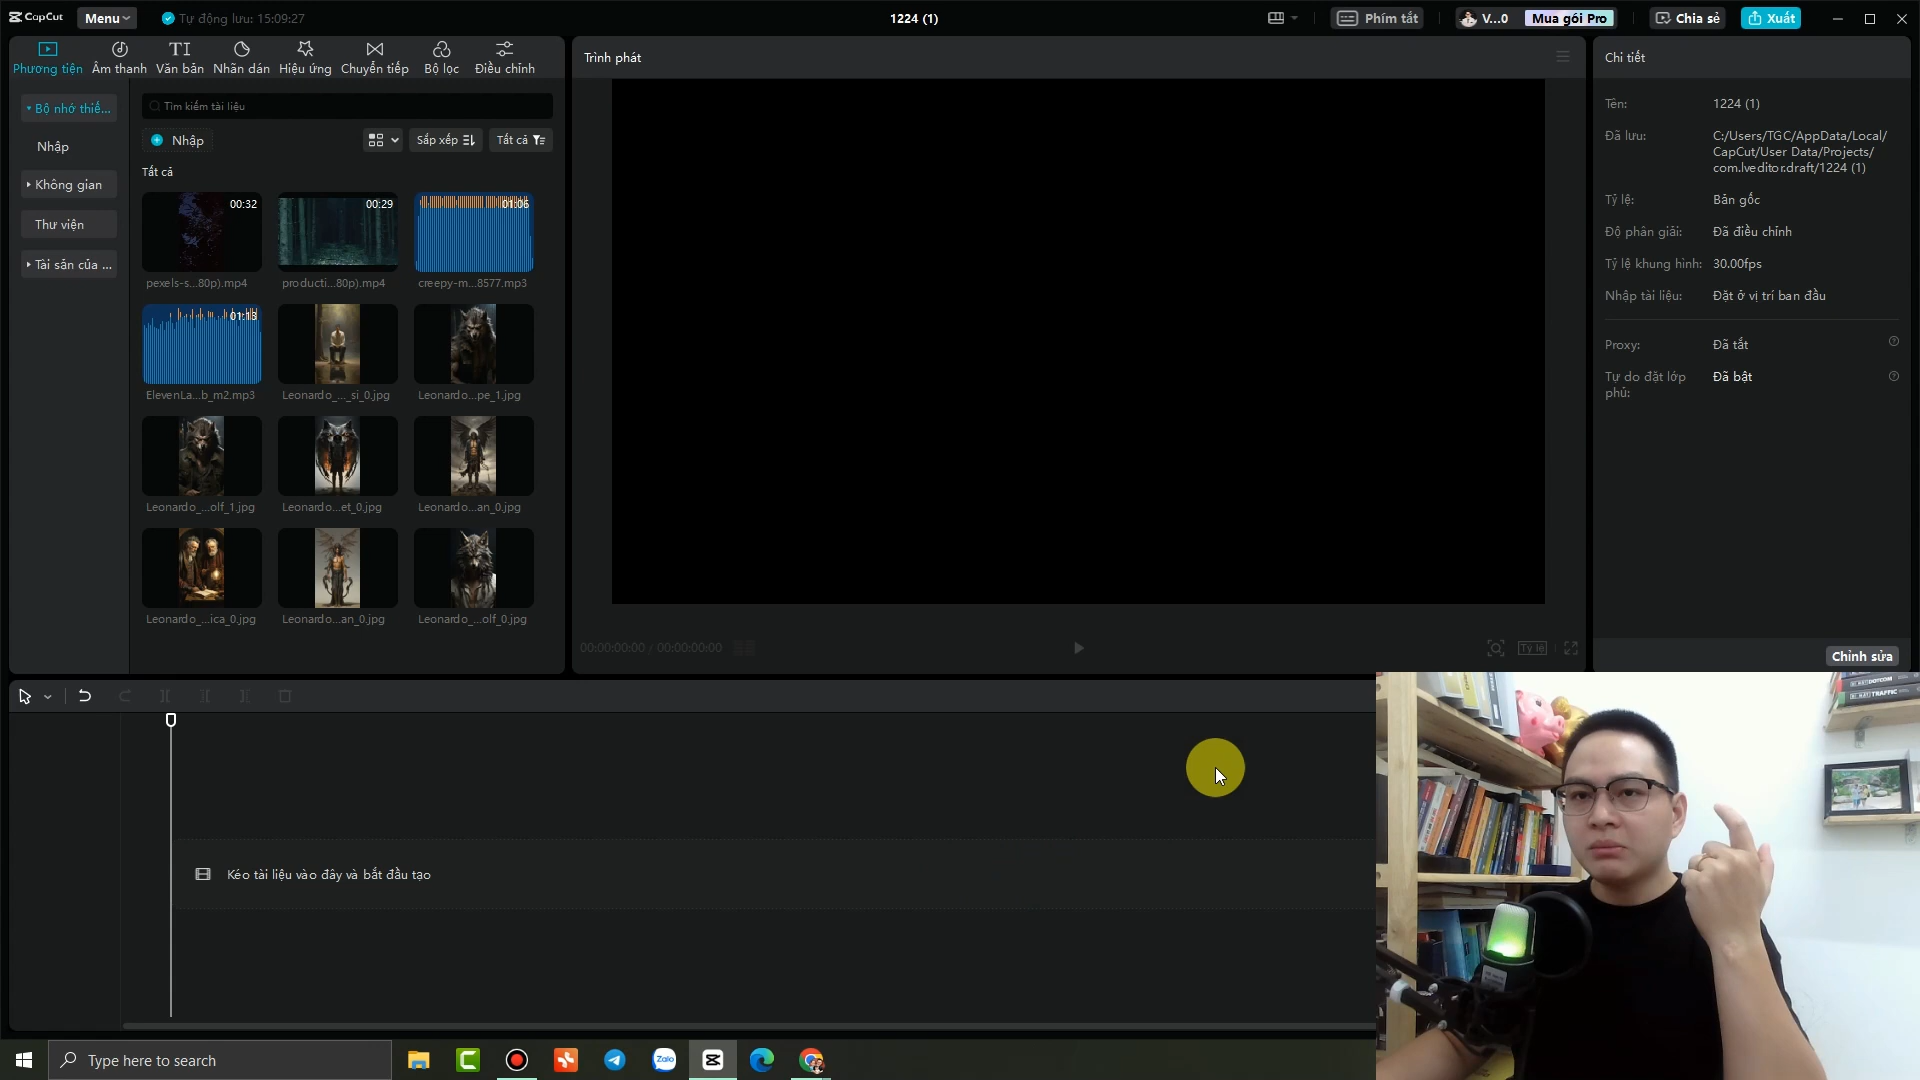 CapCut
Menu
Tự động lưu: 15:09:27
1224 (1)
Phím tắt
V...0
Mua gói Pro
Chia sẻ
Xuất
Phương tiện
Âm thanh
Văn bản
Nhãn dán
Hiệu ứng
Chuyển tiếp
Bộ lọc
Điều chỉnh
Bộ nhớ thiế...
Nhập
Không gian
Thư viện
Tài sản của ...
Tìm kiếm tài liệu
Nhập
Sắp xếp
Tất cả
Tất cả
00:32
00:29
01:06
pexels-s...80p).mp4
producti...80p).mp4
creepy-m...8577.mp3
01:13
ElevenLa...b_m2.mp3
Leonardo_..._si_0.jpg
Leonardo...pe_1.jpg
Leonardo_...olf_1.jpg
Leonardo...et_0.jpg
Leonardo...an_0.jpg
Leonardo_...ica_0.jpg
Leonardo...an_0.jpg
Leonardo_...olf_0.jpg
Trình phát
00:00:00:00 / 00:00:00:00
Tỷ lệ
Chi tiết
Tên:
1224 (1)
Đã lưu:
C:/Users/TGC/AppData/Local/
CapCut/User Data/Projects/
com.lveditor.draft/1224 (1)
Tỷ lệ:
Bản gốc
Độ phân giải:
Đã điều chỉnh
Tỷ lệ khung hình:
30.00fps
Nhập tài liệu:
Đặt ở vị trí ban đầu
Proxy:
Đã tắt
Tự do đặt lớp
phủ:
Đã bật
Chỉnh sửa
Kéo tài liệu vào đây và bắt đầu tạo
DOTCOM
TRAFFIC
Type here to search
Zalo